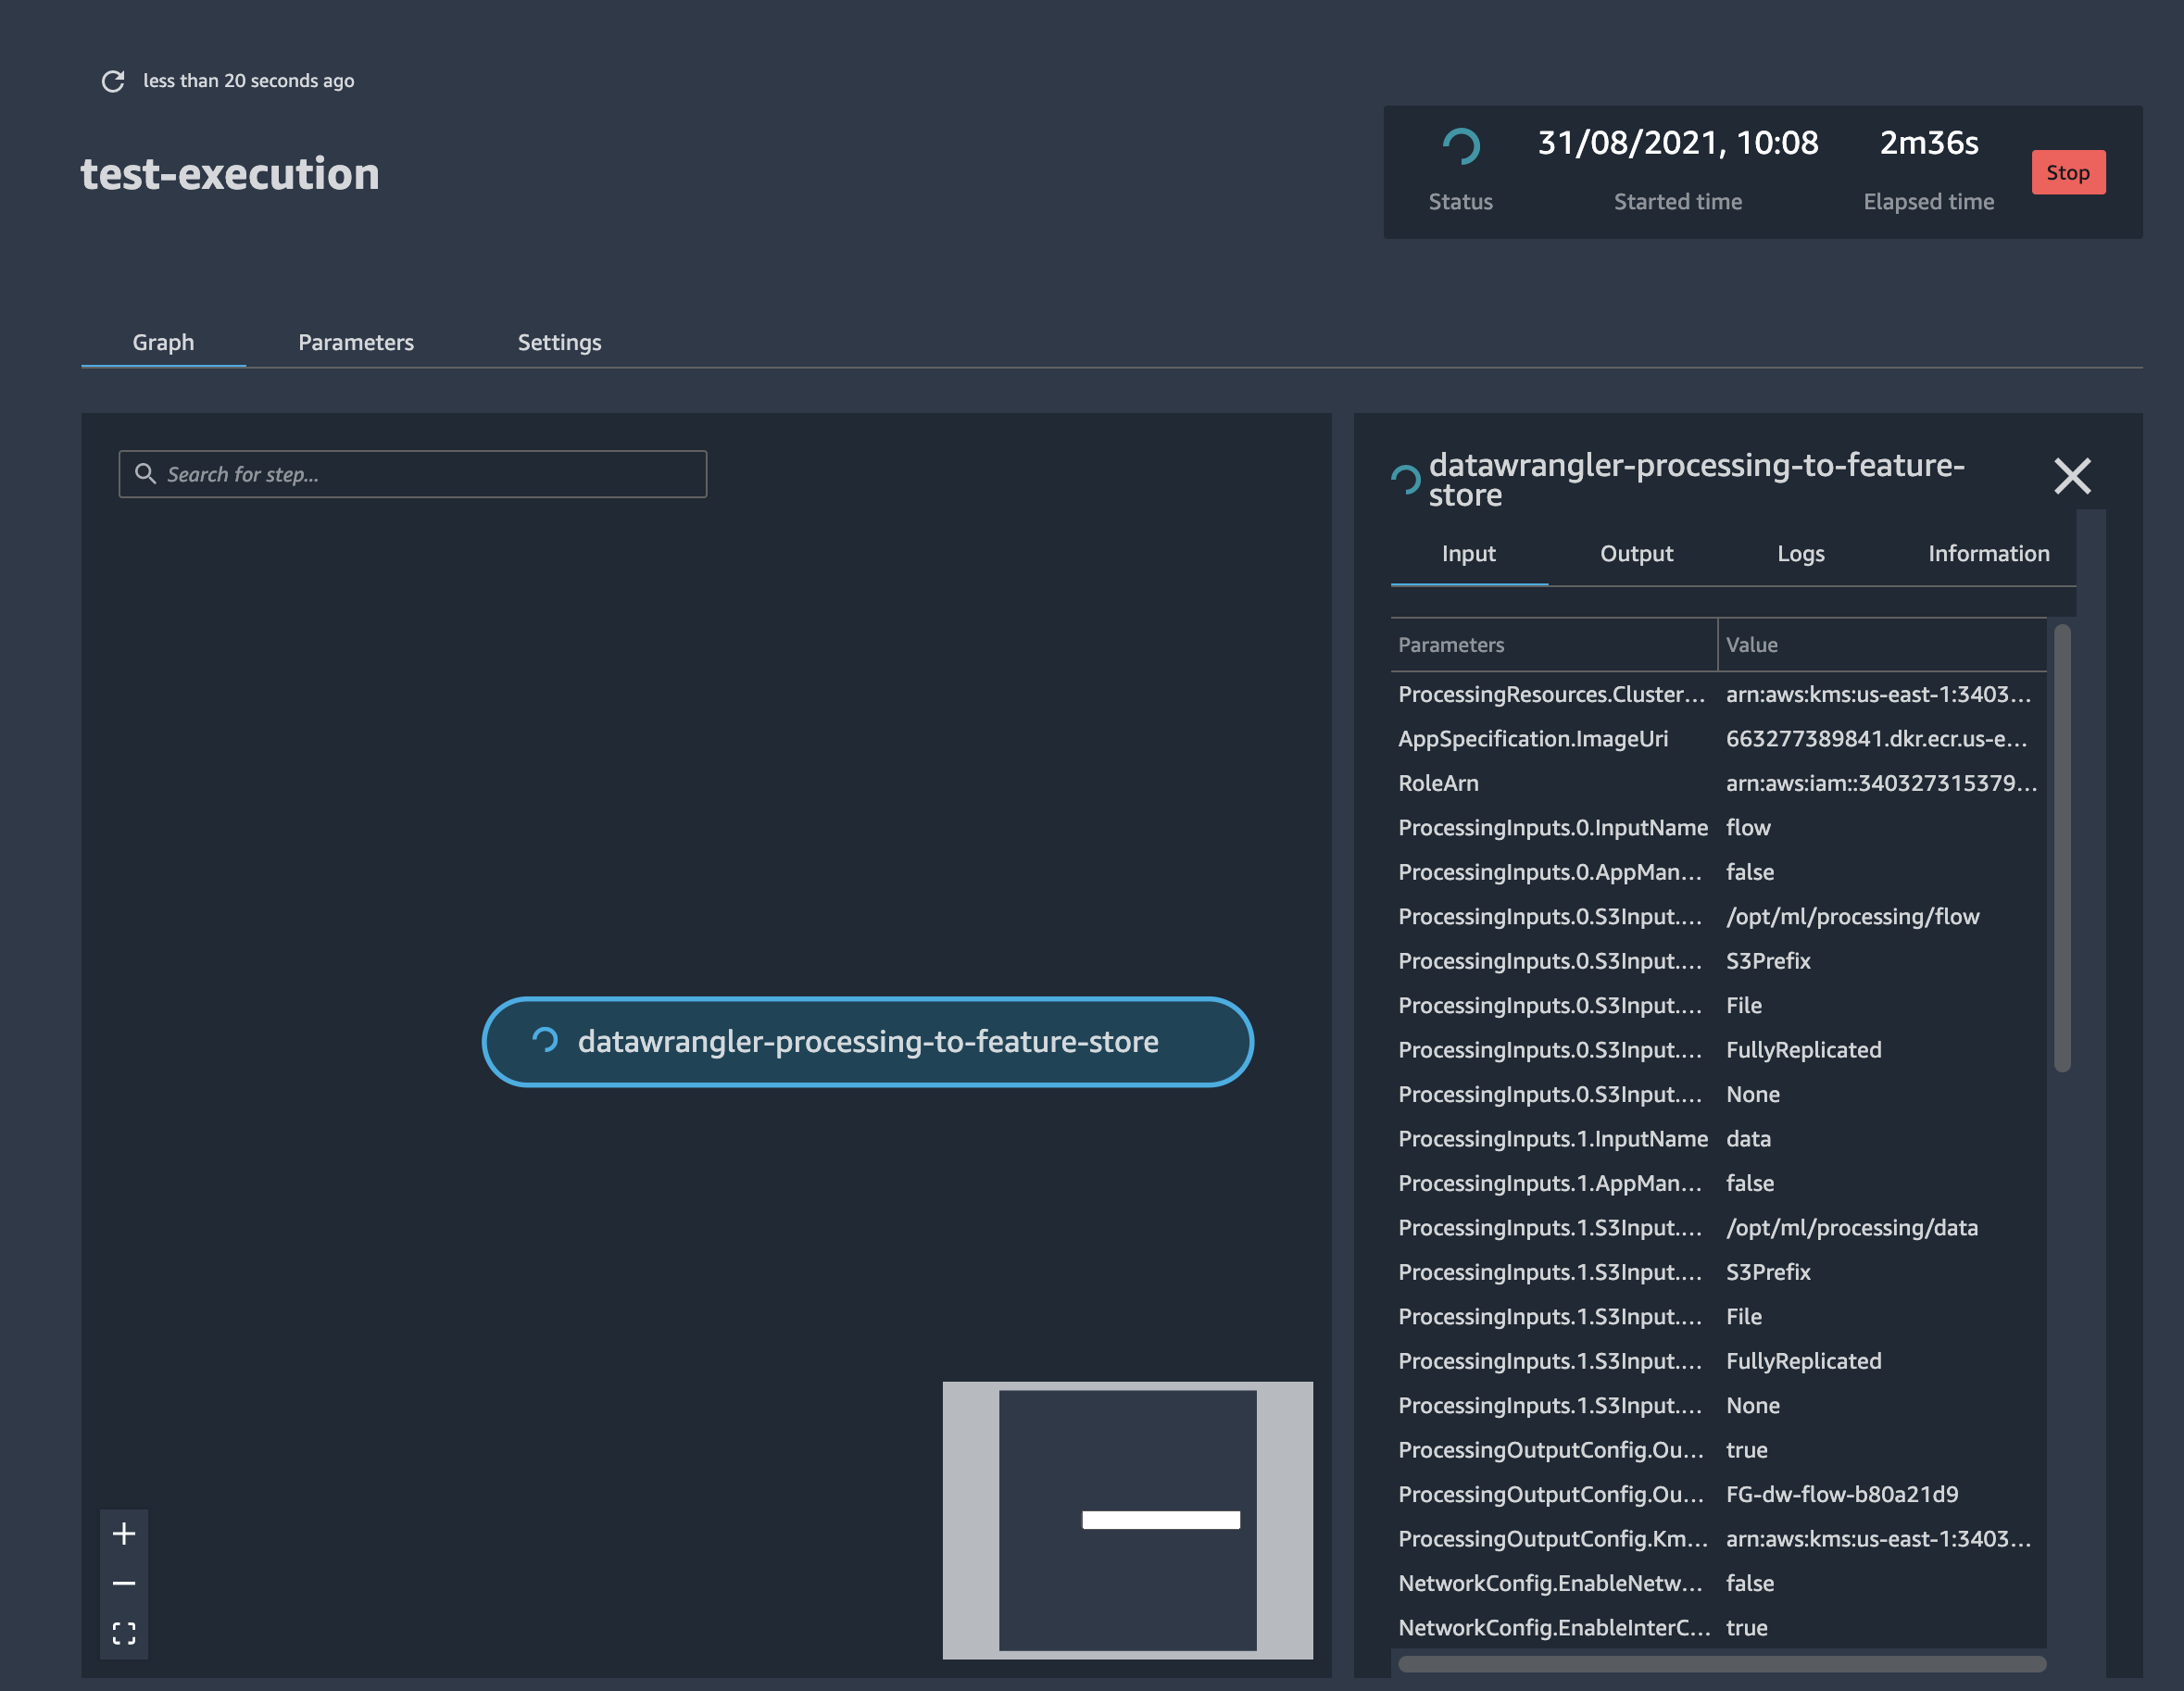 less than 20 seconds ago
test-execution
31/08/2021, 10:08 2m36s
Stop
Status Started time Elapsed time
Graph Parameters Settings
Search for step...
datawrangler-processing-to-feature-store
datawrangler-processing-to-feature-
store
Input Output Logs Information
Parameters Value
ProcessingResources.Cluster... arn:aws:kms:us-east-1:3403...
AppSpecification.ImageUri 663277389841.dkr.ecr.us-e...
RoleArn arn:aws:iam::340327315379...
ProcessingInputs.0.InputName flow
ProcessingInputs.0.AppMan... false
ProcessingInputs.0.S3Input.... /opt/ml/processing/flow
ProcessingInputs.0.S3Input.... S3Prefix
ProcessingInputs.0.S3Input.... File
ProcessingInputs.0.S3Input.... FullyReplicated
ProcessingInputs.0.S3Input.... None
ProcessingInputs.1.InputName data
ProcessingInputs.1.AppMan... false
ProcessingInputs.1.S3Input.... /opt/ml/processing/data
ProcessingInputs.1.S3Input.... S3Prefix
ProcessingInputs.1.S3Input.... File
ProcessingInputs.1.S3Input.... FullyReplicated
ProcessingInputs.1.S3Input.... None
ProcessingOutputConfig.Ou... true
ProcessingOutputConfig.Ou... FG-dw-flow-b80a21d9
ProcessingOutputConfig.Km... arn:aws:kms:us-east-1:3403...
NetworkConfig.EnableNetw... false
NetworkConfig.EnableInterC... true